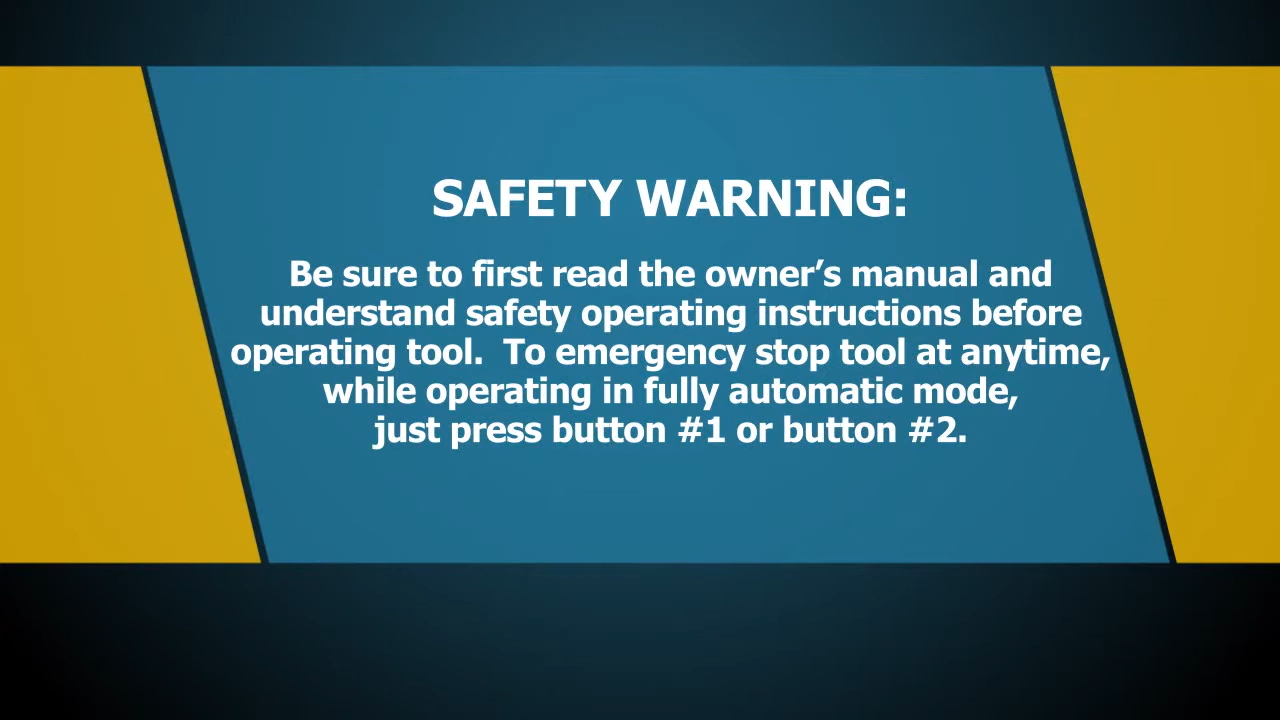 SAFETY WARNING:
Be sure to first read the owner’s manual and
understand safety operating instructions before
operating tool.  To emergency stop tool at anytime,
while operating in fully automatic mode,
just press button #1 or button #2.